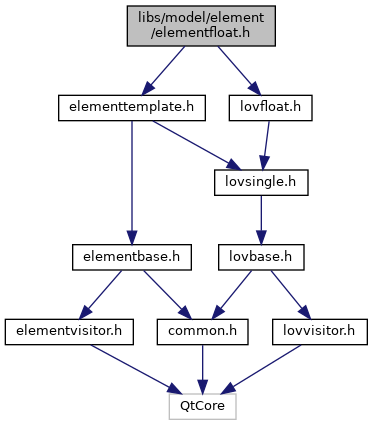 libs/model/element
/elementfloat.h
elementtemplate.h
lovfloat.h
lovsingle.h
elementbase.h
lovbase.h
elementvisitor.h
common.h
lovvisitor.h
QtCore